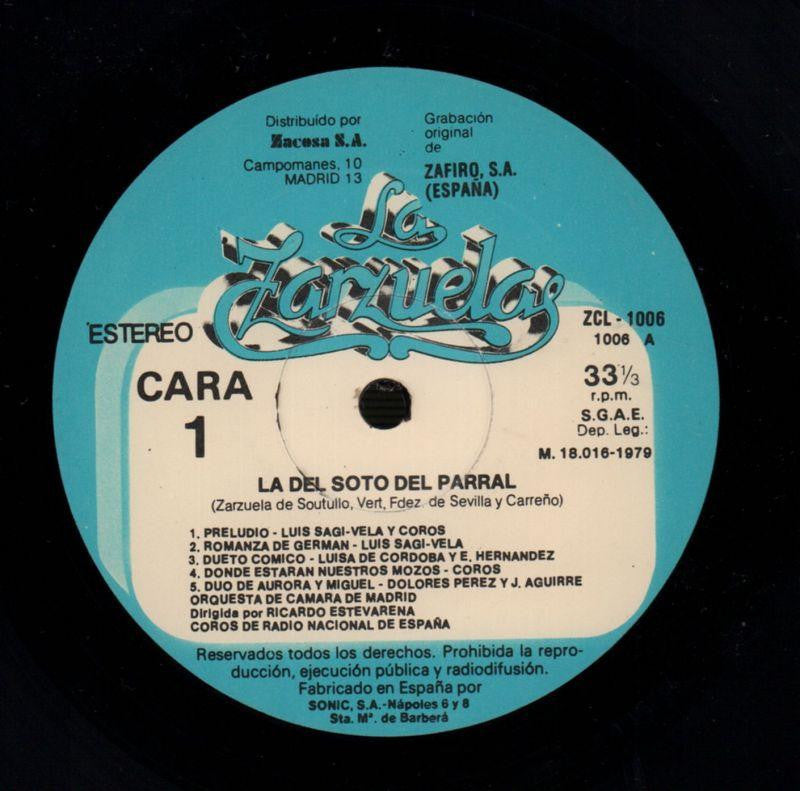 Distribuído por
Zacosa S.A.
Campomanes, 10
MADRID 13
Grabación
original
de
ZAFIRO, S.A.
(ESPAÑA)
La
Zarzuela
ESTEREO
CARA
1
ZCL - 1006
1006 A
33 1/3
r.p.m.
S.G.A.E.
Dep. Leg.:
M. 18.016-1979
LA DEL SOTO DEL PARRAL
(Zarzuela de Soutullo, Vert, Fdez. de Sevilla y Carreño)
1. PRELUDIO - LUIS SAGI-VELA Y COROS
2. ROMANZA DE GERMAN - LUIS SAGI-VELA
3. DUETO COMICO - LUISA DE CORDOBA Y E. HERNANDEZ
4. DONDE ESTARAN NUESTROS MOZOS - COROS
5. DUO DE AURORA Y MIGUEL - DOLORES PEREZ Y J. AGUIRRE
ORQUESTA DE CAMARA DE MADRID
Dirigida por RICARDO ESTEVARENA
COROS DE RADIO NACIONAL DE ESPAÑA
Reservados todos los derechos. Prohibida la repro-
ducción, ejecución pública y radiodifusión.
Fabricado en España por
SONIC, S.A.-Nápoles 6 y 8
Sta. Mª. de Barberá